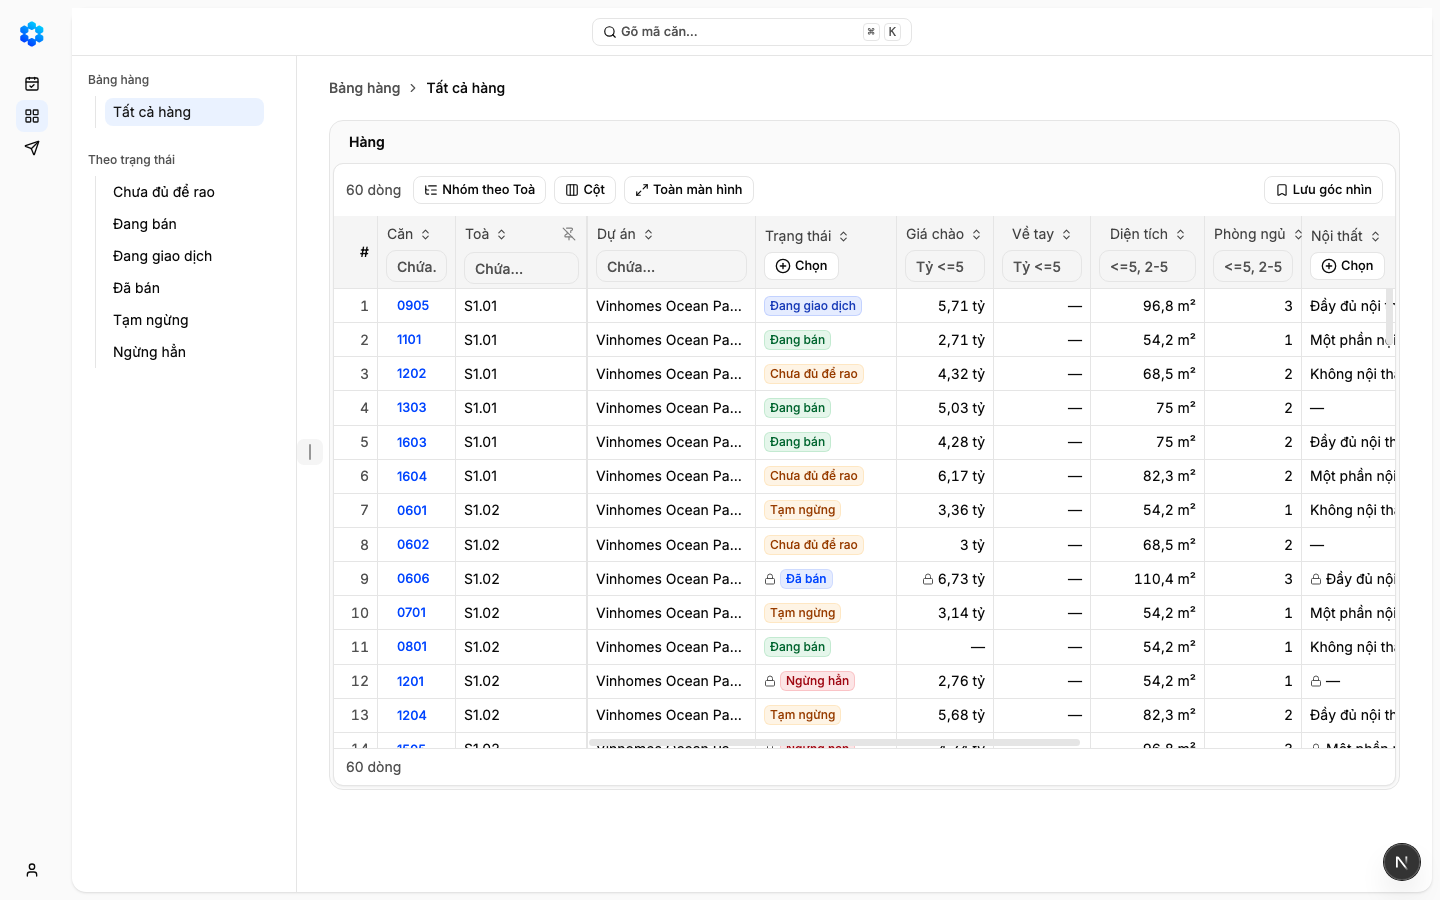 Gõ mã căn... ⌘ K
Bảng hàng
Tất cả hàng
Theo trạng thái
Chưa đủ để rao
Đang bán
Đang giao dịch
Đã bán
Tạm ngừng
Ngừng hẳn
Bảng hàng > Tất cả hàng
Hàng
60 dòng Nhóm theo Toà Cột Toàn màn hình Lưu góc nhìn
# Căn Toà Dự án Trạng thái Giá chào Về tay Diện tích Phòng ngủ Nội thất
Chứa. Chứa... Chứa... Chọn Tỷ <=5 Tỷ <=5 <=5, 2-5 <=5, 2-5 Chọn
1 0905 S1.01 Vinhomes Ocean Pa... Đang giao dịch 5,71 tỷ — 96,8 m² 3 Đầy đủ nội
2 1101 S1.01 Vinhomes Ocean Pa... Đang bán 2,71 tỷ — 54,2 m² 1 Một phần nội
3 1202 S1.01 Vinhomes Ocean Pa... Chưa đủ để rao 4,32 tỷ — 68,5 m² 2 Không nội th
4 1303 S1.01 Vinhomes Ocean Pa... Đang bán 5,03 tỷ — 75 m² 2 —
5 1603 S1.01 Vinhomes Ocean Pa... Đang bán 4,28 tỷ — 75 m² 2 Đầy đủ nội th
6 1604 S1.01 Vinhomes Ocean Pa... Chưa đủ để rao 6,17 tỷ — 82,3 m² 2 Một phần nội
7 0601 S1.02 Vinhomes Ocean Pa... Tạm ngừng 3,36 tỷ — 54,2 m² 1 Không nội th
8 0602 S1.02 Vinhomes Ocean Pa... Chưa đủ để rao 3 tỷ — 68,5 m² 2 —
9 0606 S1.02 Vinhomes Ocean Pa... Đã bán 6,73 tỷ — 110,4 m² 3 Đầy đủ nội
10 0701 S1.02 Vinhomes Ocean Pa... Tạm ngừng 3,14 tỷ — 54,2 m² 1 Một phần nội
11 0801 S1.02 Vinhomes Ocean Pa... Đang bán — — 54,2 m² 1 Không nội th
12 1201 S1.02 Vinhomes Ocean Pa... Ngừng hẳn 2,76 tỷ — 54,2 m² 1 —
13 1204 S1.02 Vinhomes Ocean Pa... Tạm ngừng 5,68 tỷ — 82,3 m² 2 Đầy đủ nội th
60 dòng